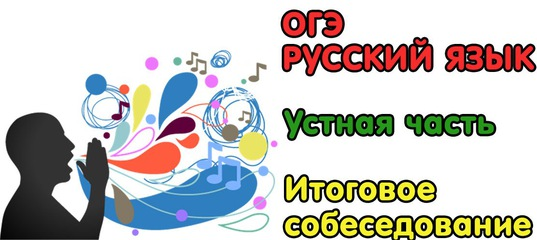 ОГЭ
РУССКИЙ ЯЗЫК
Устная часть
Итоговое
собеседование